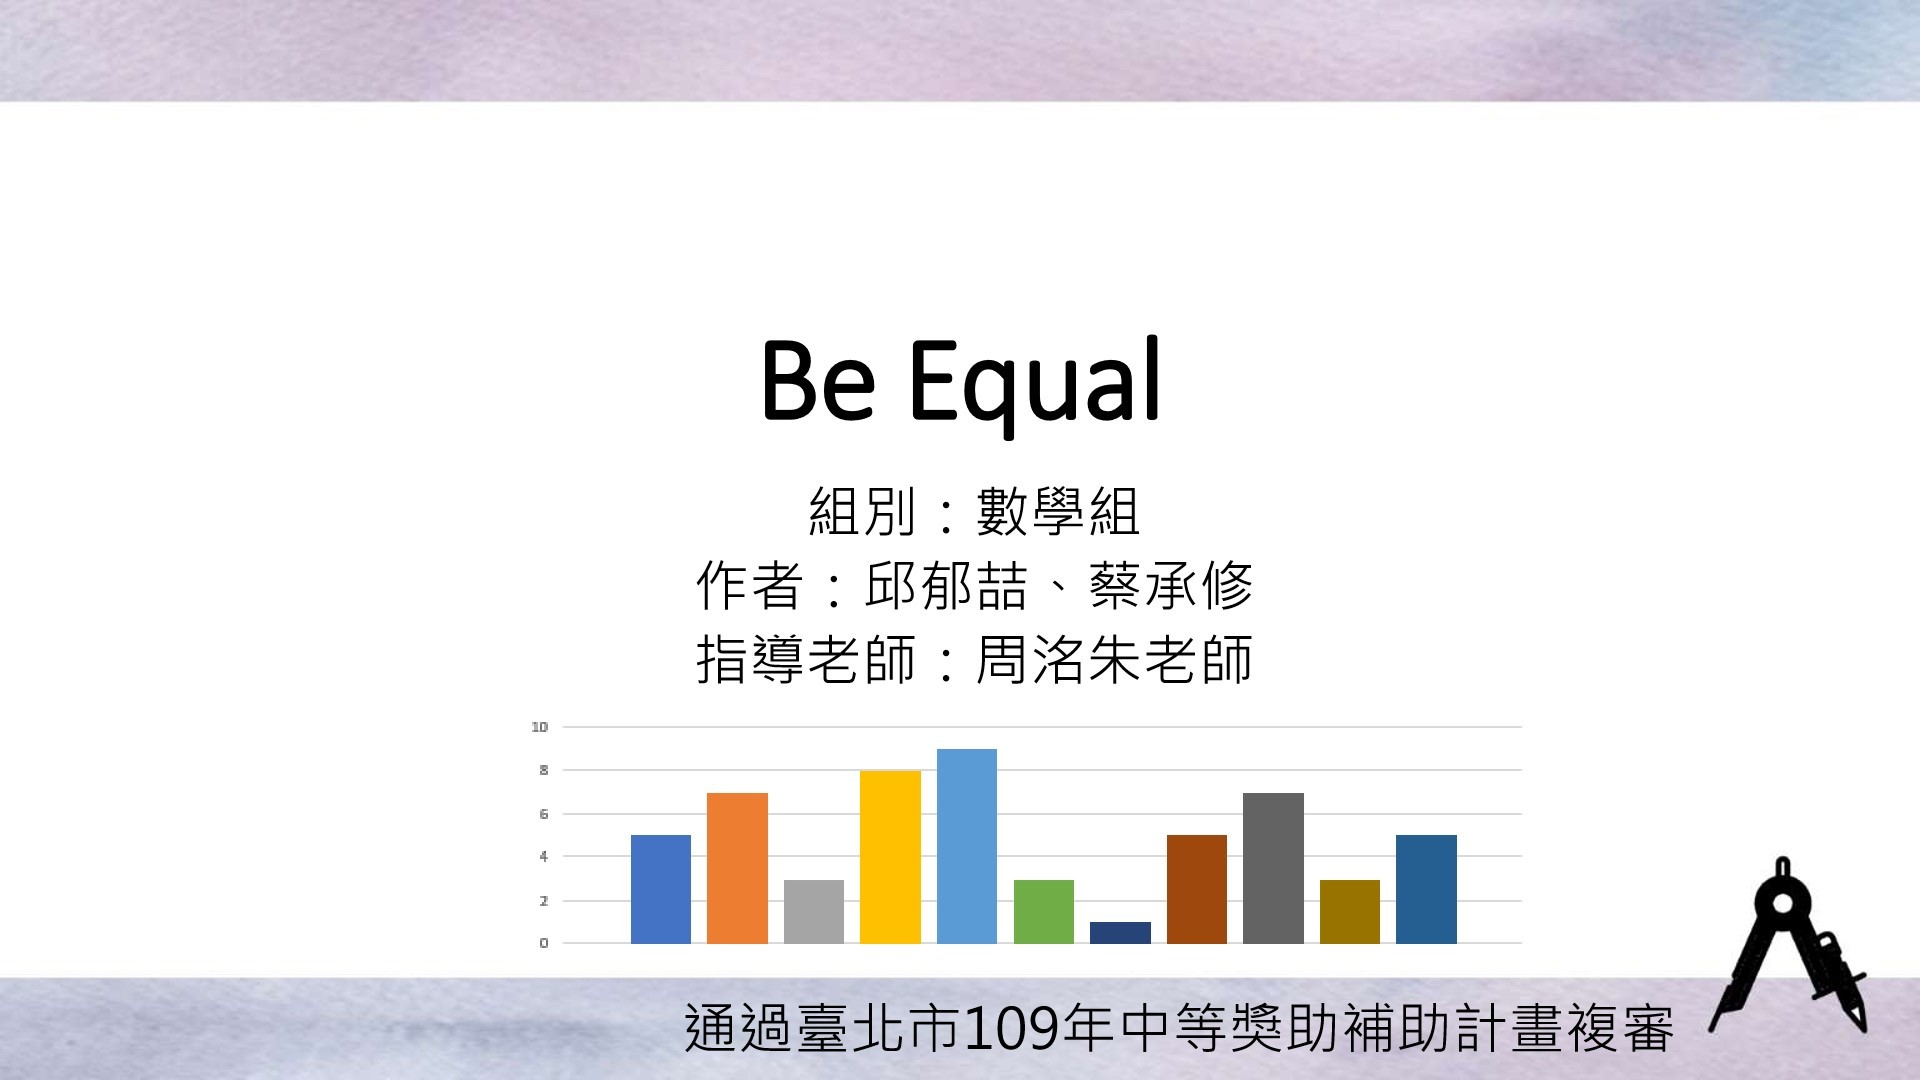 Be Equal
組別：數學組
作者：邱郁喆、蔡承修
指導老師：周洺朱老師
10
8
6
4
2
0
通過臺北市109年中等獎助補助計畫複審